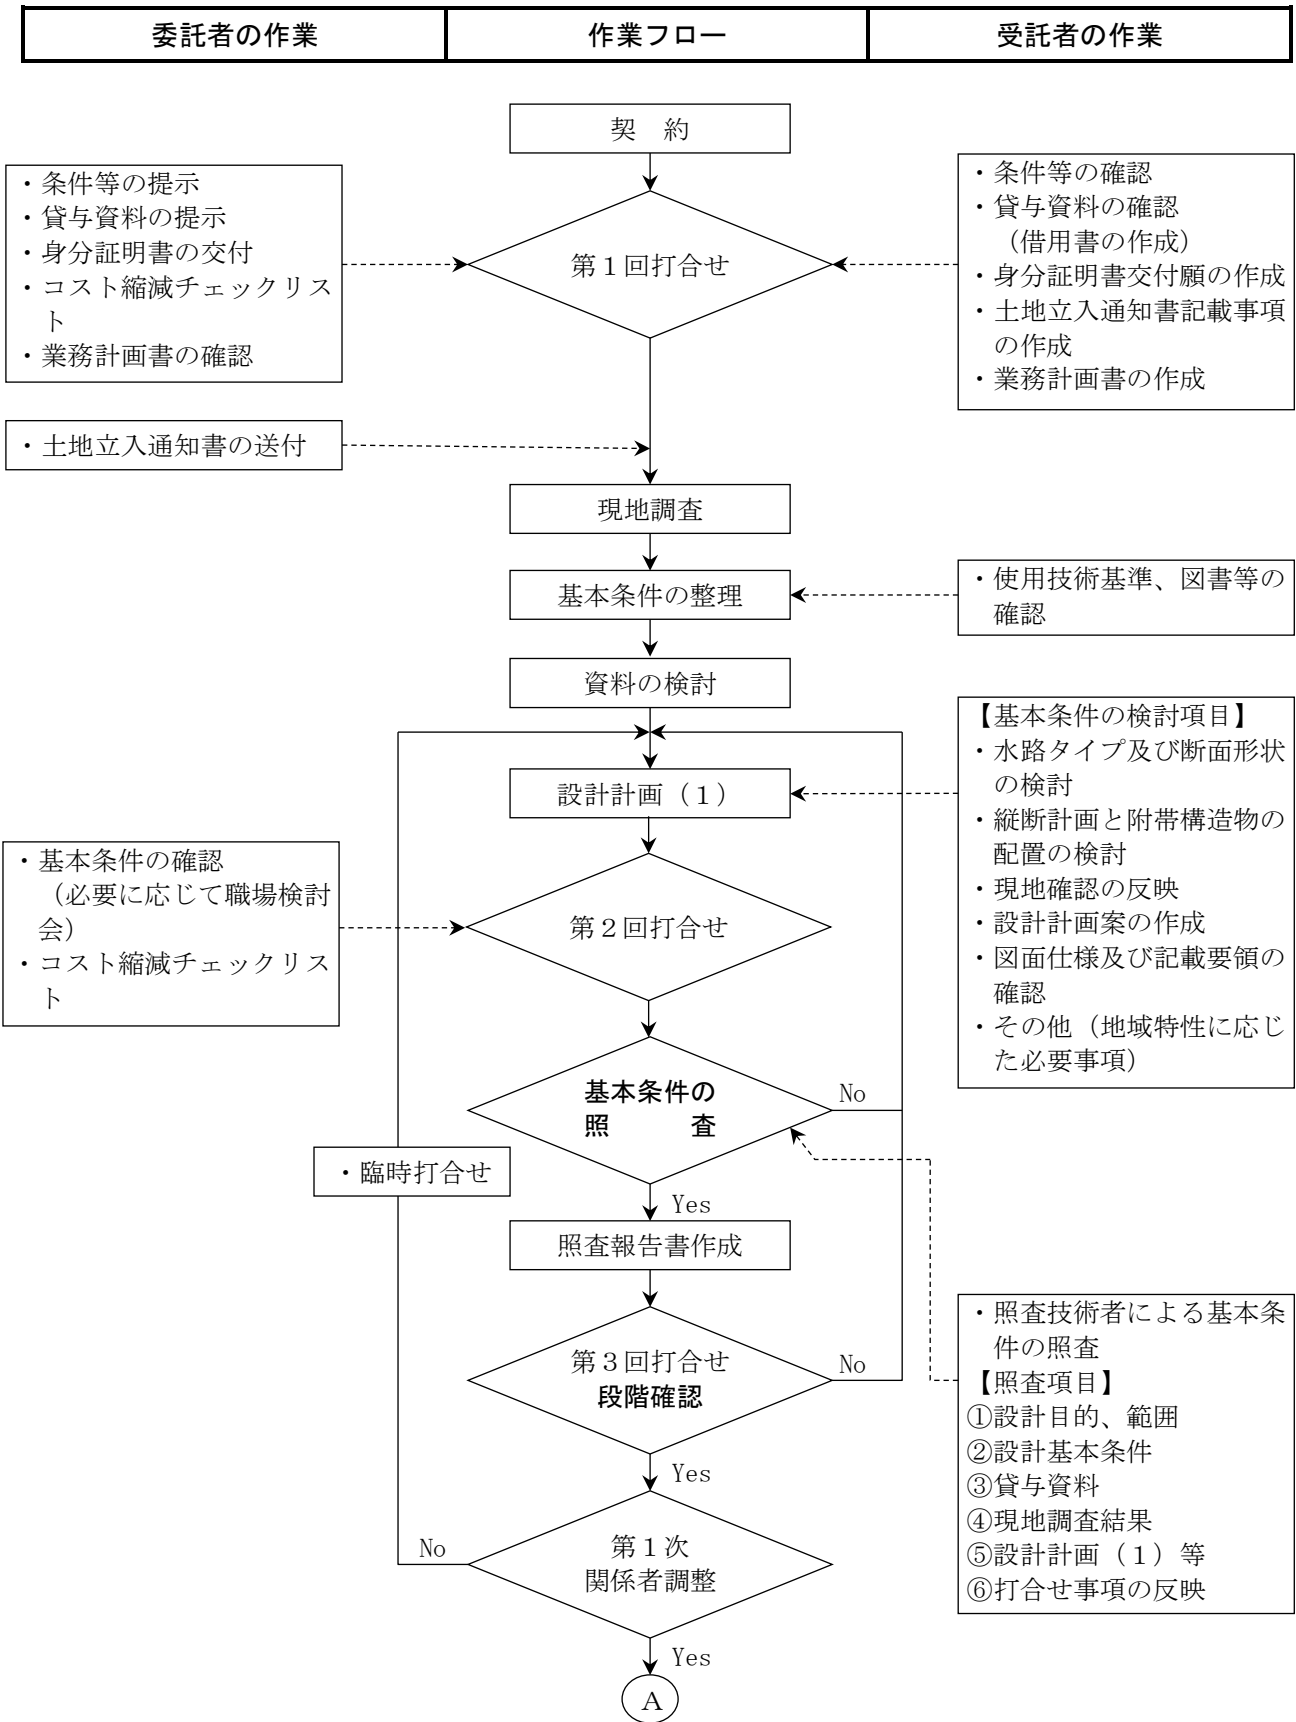 委託者の作業
作業フロー
受託者の作業
契　約
・条件等の提示
・貸与資料の提示
・身分証明書の交付
・コスト縮減チェックリス
ト
・業務計画書の確認
第１回打合せ
・条件等の確認
・貸与資料の確認
（借用書の作成）
・身分証明書交付願の作成
・土地立入通知書記載事項
の作成
・業務計画書の作成
・土地立入通知書の送付
現地調査
基本条件の整理
・使用技術基準、図書等の
確認
資料の検討
設計計画（１）
【基本条件の検討項目】
・水路タイプ及び断面形状
の検討
・縦断計画と附帯構造物の
配置の検討
・現地確認の反映
・設計計画案の作成
・図面仕様及び記載要領の
確認
・その他（地域特性に応じ
た必要事項）
・基本条件の確認
（必要に応じて職場検討
会）
・コスト縮減チェックリス
ト
第２回打合せ
基本条件の
照　　　査
No
・臨時打合せ
Yes
照査報告書作成
第３回打合せ
段階確認
No
・照査技術者による基本条
件の照査
【照査項目】
①設計目的、範囲
②設計基本条件
③貸与資料
④現地調査結果
⑤設計計画（１）等
⑥打合せ事項の反映
Yes
No
第１次
関係者調整
Yes
A